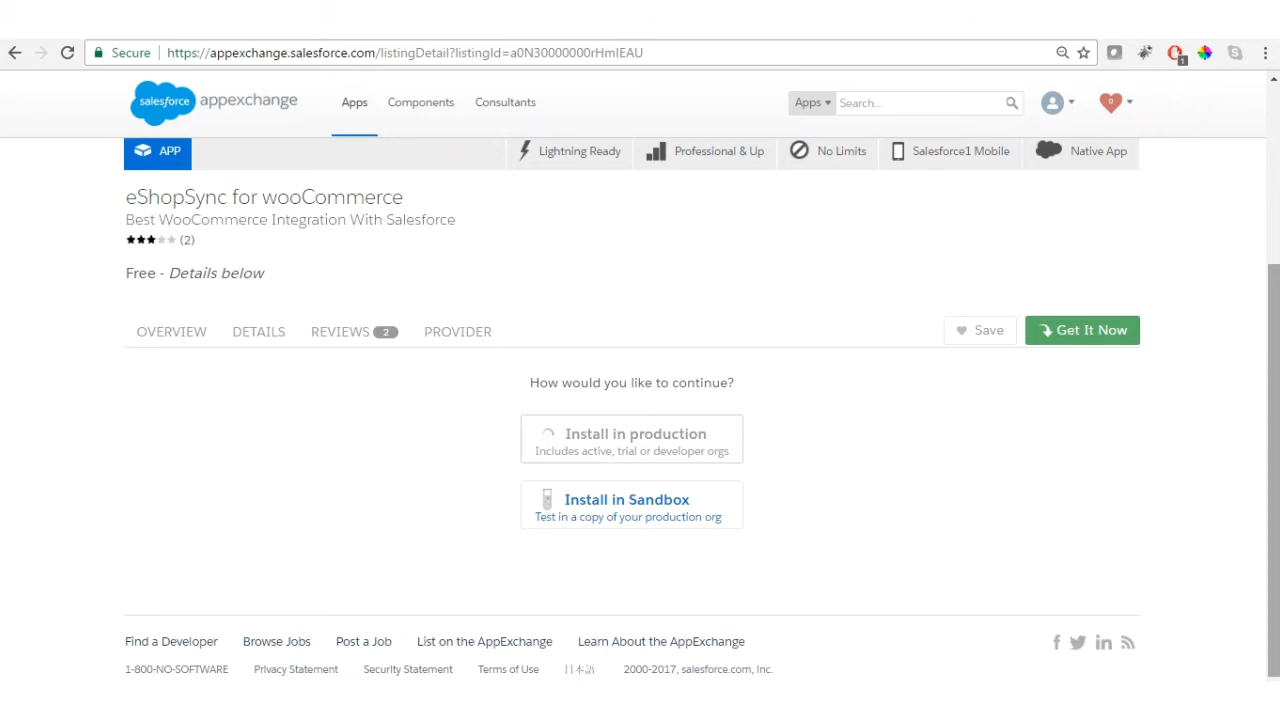 Secure https://appexchange.salesforce.com/listingDetail?listingId=a0N30000000rHmIEAU
1
salesforce appexchange Apps Components Consultants Apps Search... 0
APP Lightning Ready Professional & Up No Limits Salesforce1 Mobile Native App
eShopSync for wooCommerce
Best WooCommerce Integration With Salesforce
(2)
Free - Details below
OVERVIEW DETAILS REVIEWS 2 PROVIDER Save Get It Now
How would you like to continue?
Install in production
Includes active, trial or developer orgs
Install in Sandbox
Test in a copy of your production org
Find a Developer Browse Jobs Post a Job List on the AppExchange Learn About the AppExchange
1-800-NO-SOFTWARE Privacy Statement Security Statement Terms of Use 日本語 2000-2017, salesforce.com, Inc.